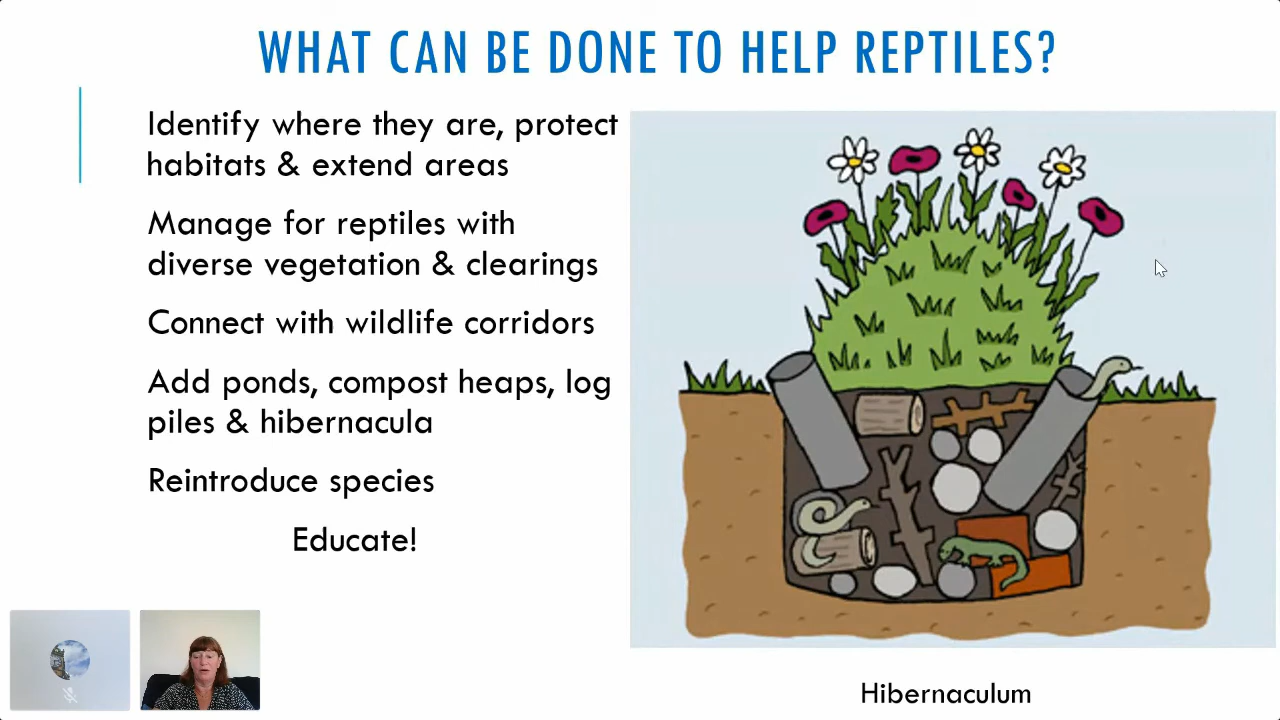 WHAT CAN BE DONE TO HELP REPTILES?
Identify where they are, protect
habitats & extend areas
Manage for reptiles with
diverse vegetation & clearings
Connect with wildlife corridors
Add ponds, compost heaps, log
piles & hibernacula
Reintroduce species
Educate!
Hibernaculum